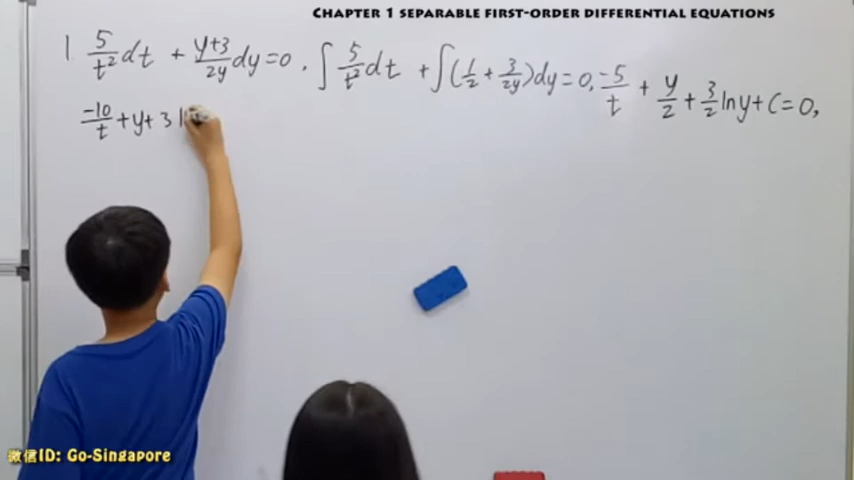 CHAPTER 1 SEPARABLE FIRST-ORDER DIFFERENTIAL EQUATIONS
1. 5/t² dt + y+3/2y dy = 0, ∫ 5/t² dt + ∫(1/2 + 3/2y)dy = 0, -5/t + y/2 + 3/2 ln y + C = 0,
-10/t + y + 3 l
微信ID: Go-Singapore